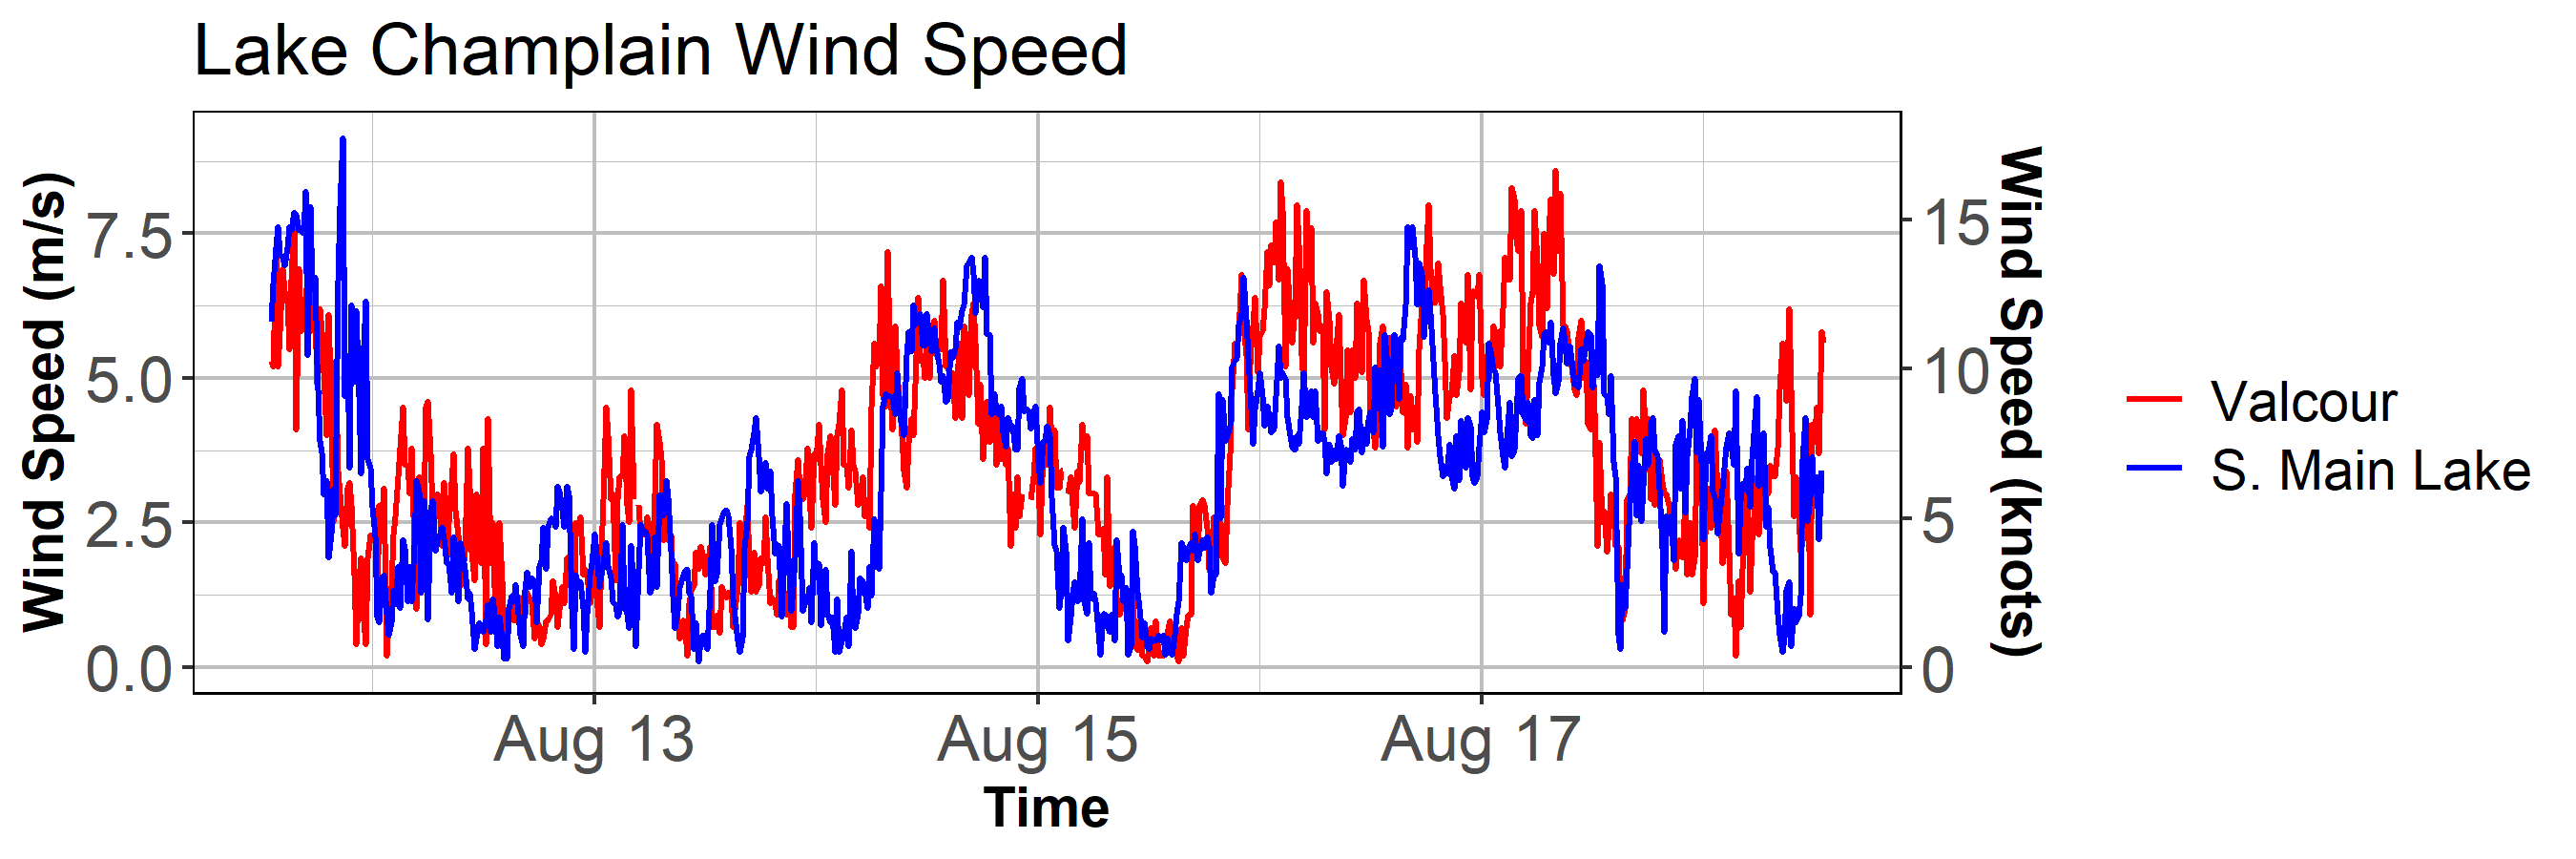 Lake Champlain Wind Speed
Wind Speed (m/s)
7.5
5.0
2.5
0.0
15
10
5
0
Wind Speed (knots)
Aug 13
Aug 15
Aug 17
Time
Valcour
S. Main Lake